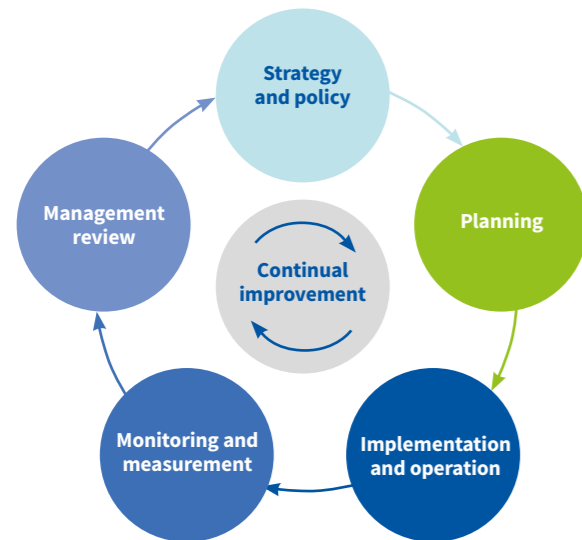 Strategy
and policy
Planning
Implementation
and operation
Monitoring and
measurement
Management
review
Continual
improvement